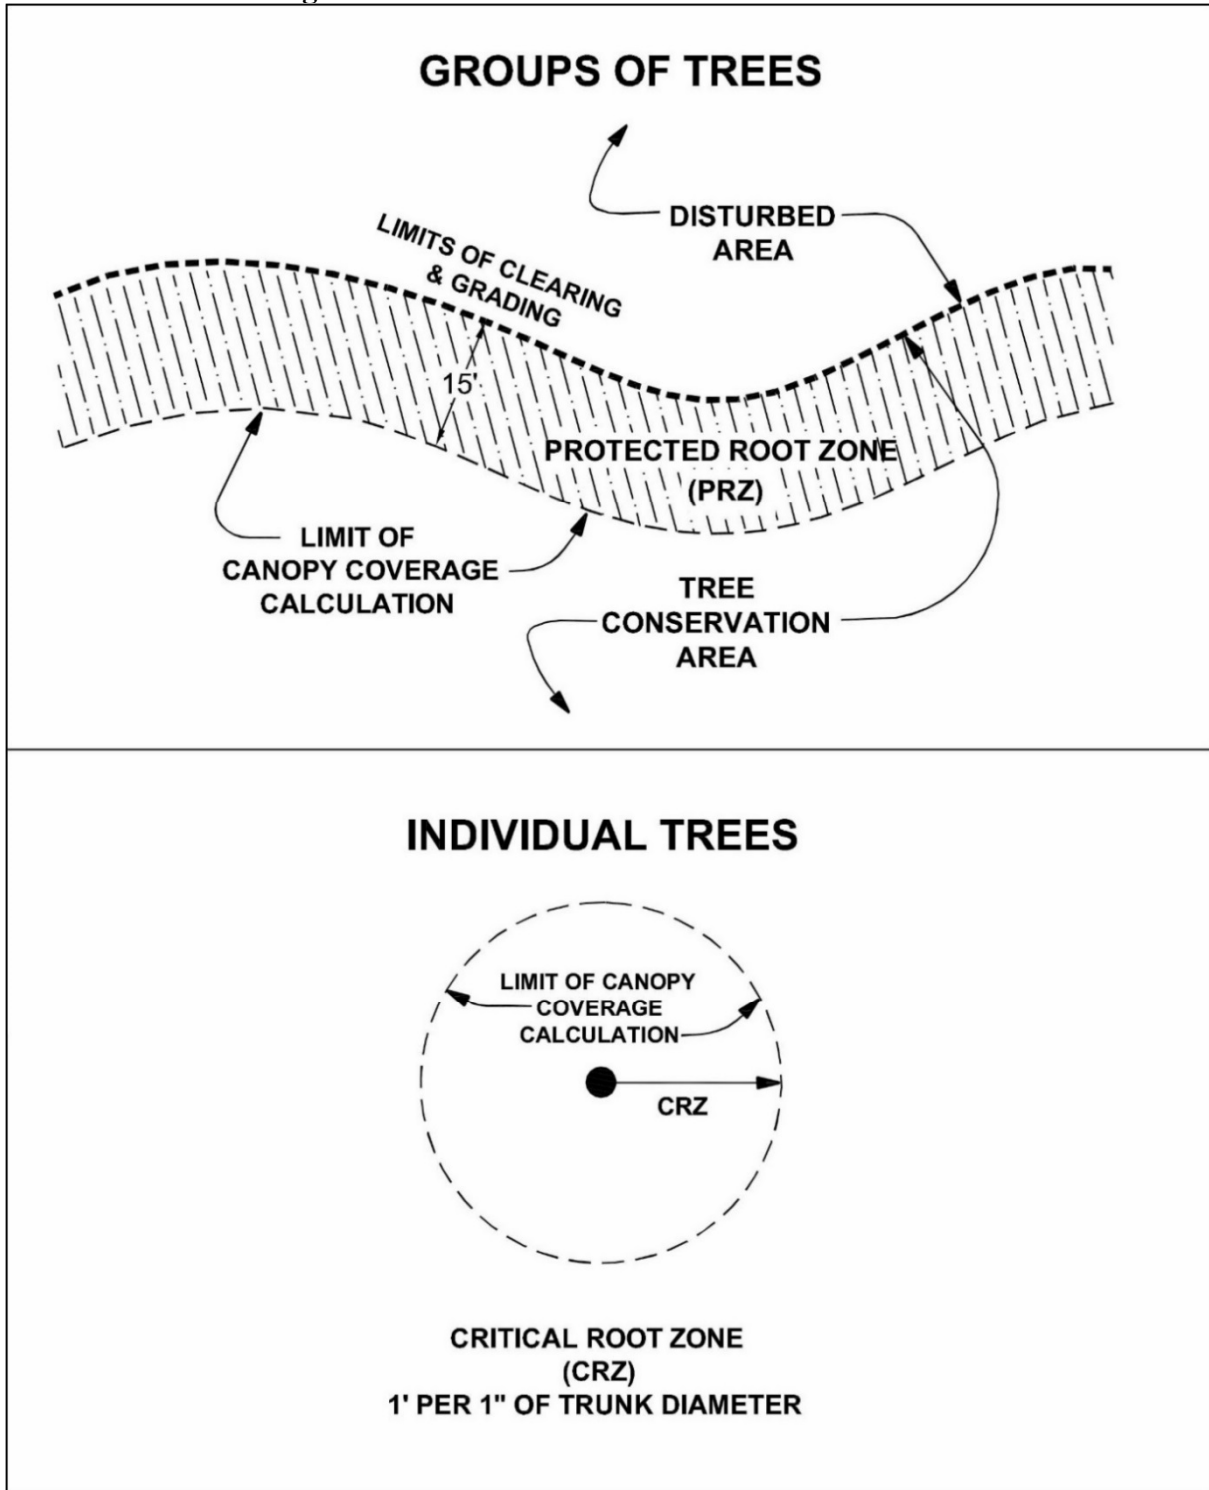 GROUPS OF TREES
DISTURBED
AREA
LIMITS OF CLEARING
& GRADING
15'
PROTECTED ROOT ZONE
(PRZ)
LIMIT OF
CANOPY COVERAGE
CALCULATION
TREE
CONSERVATION
AREA
INDIVIDUAL TREES
LIMIT OF CANOPY
COVERAGE
CALCULATION
CRZ
CRITICAL ROOT ZONE
(CRZ)
1' PER 1" OF TRUNK DIAMETER